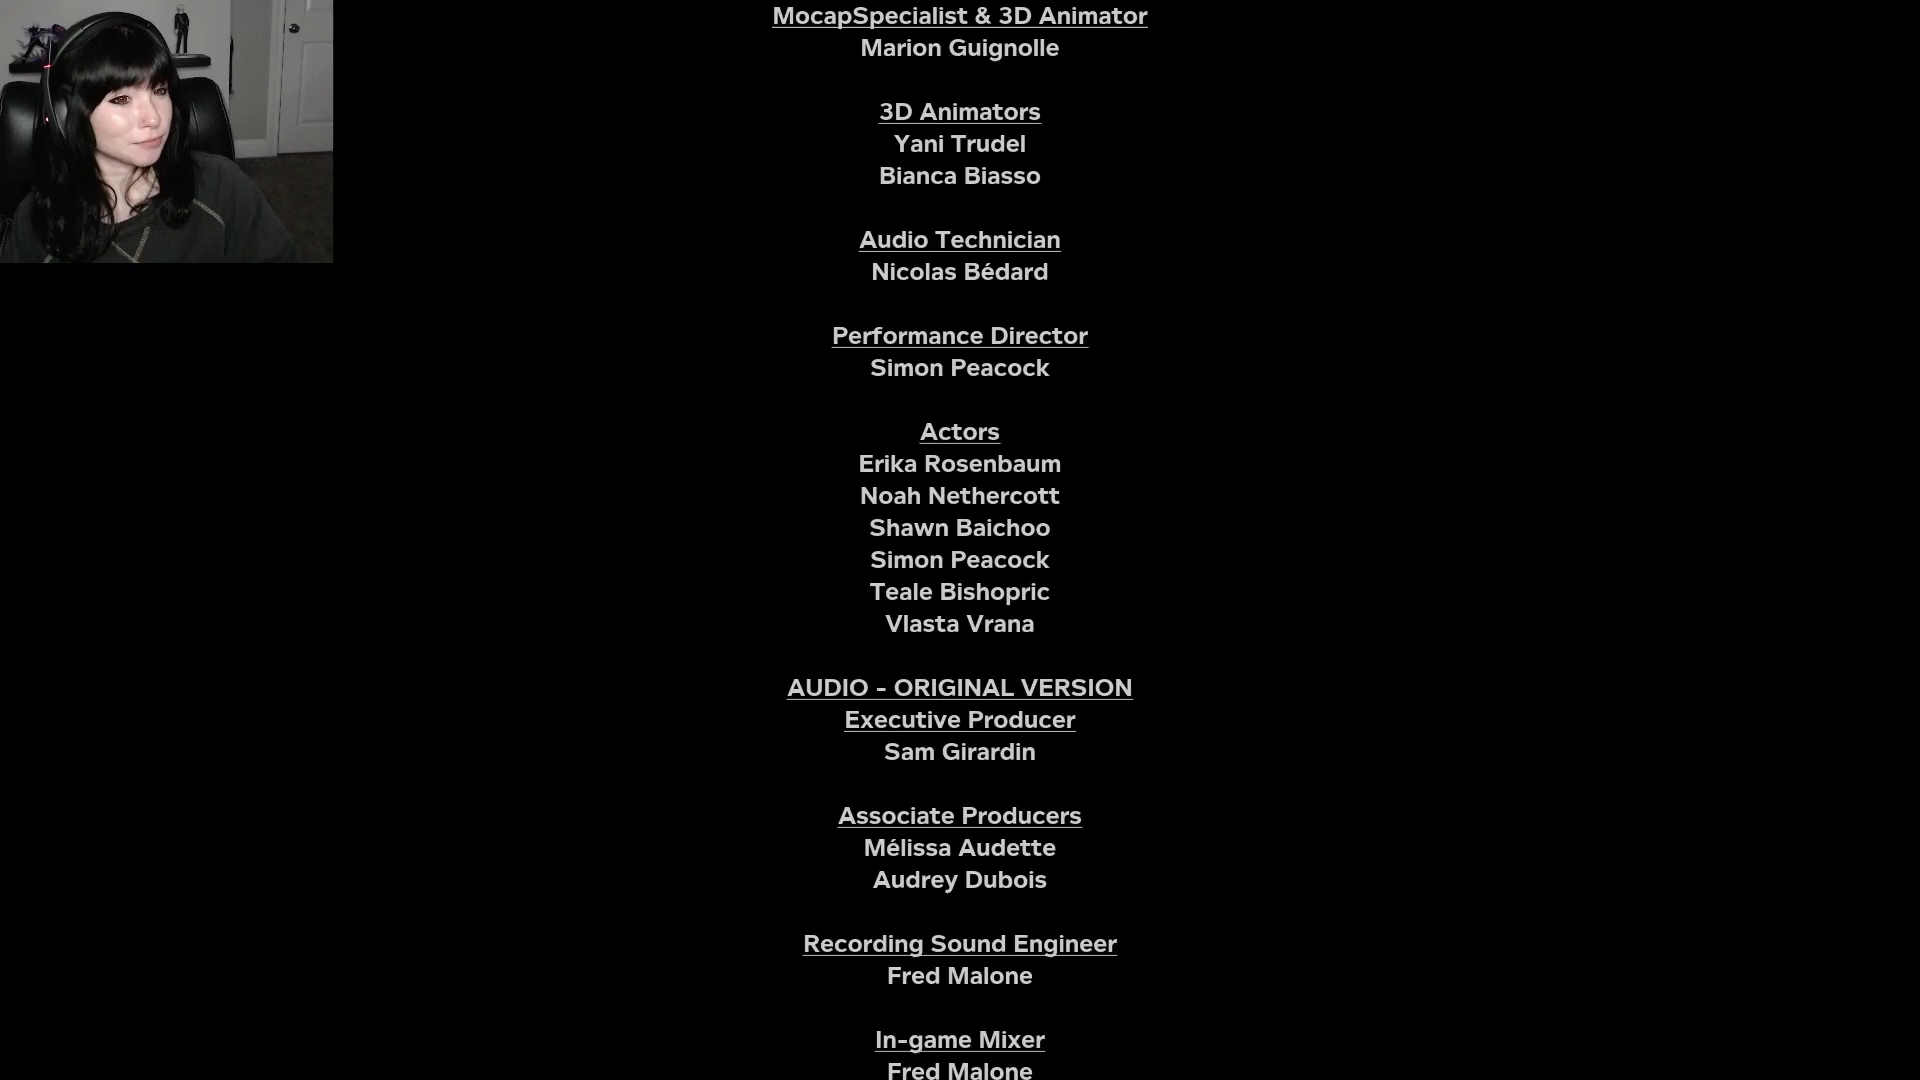 MocapSpecialist & 3D Animator
Marion Guignolle
3D Animators
Yani Trudel
Bianca Biasso
Audio Technician
Nicolas Bédard
Performance Director
Simon Peacock
Actors
Erika Rosenbaum
Noah Nethercott
Shawn Baichoo
Simon Peacock
Teale Bishopric
Vlasta Vrana
AUDIO - ORIGINAL VERSION
Executive Producer
Sam Girardin
Associate Producers
Mélissa Audette
Audrey Dubois
Recording Sound Engineer
Fred Malone
In-game Mixer
Fred Malone